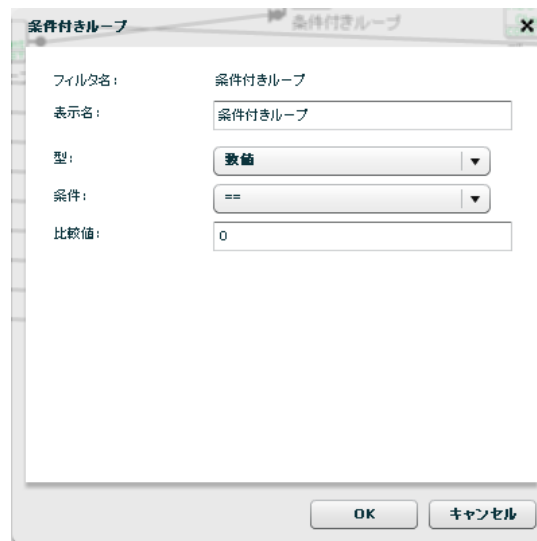 条件付きループ
条件付きループ
フィルタ名: 条件付きループ
表示名: 条件付きループ
型: 数値
条件: ==
比較値: 0
OK キャンセル